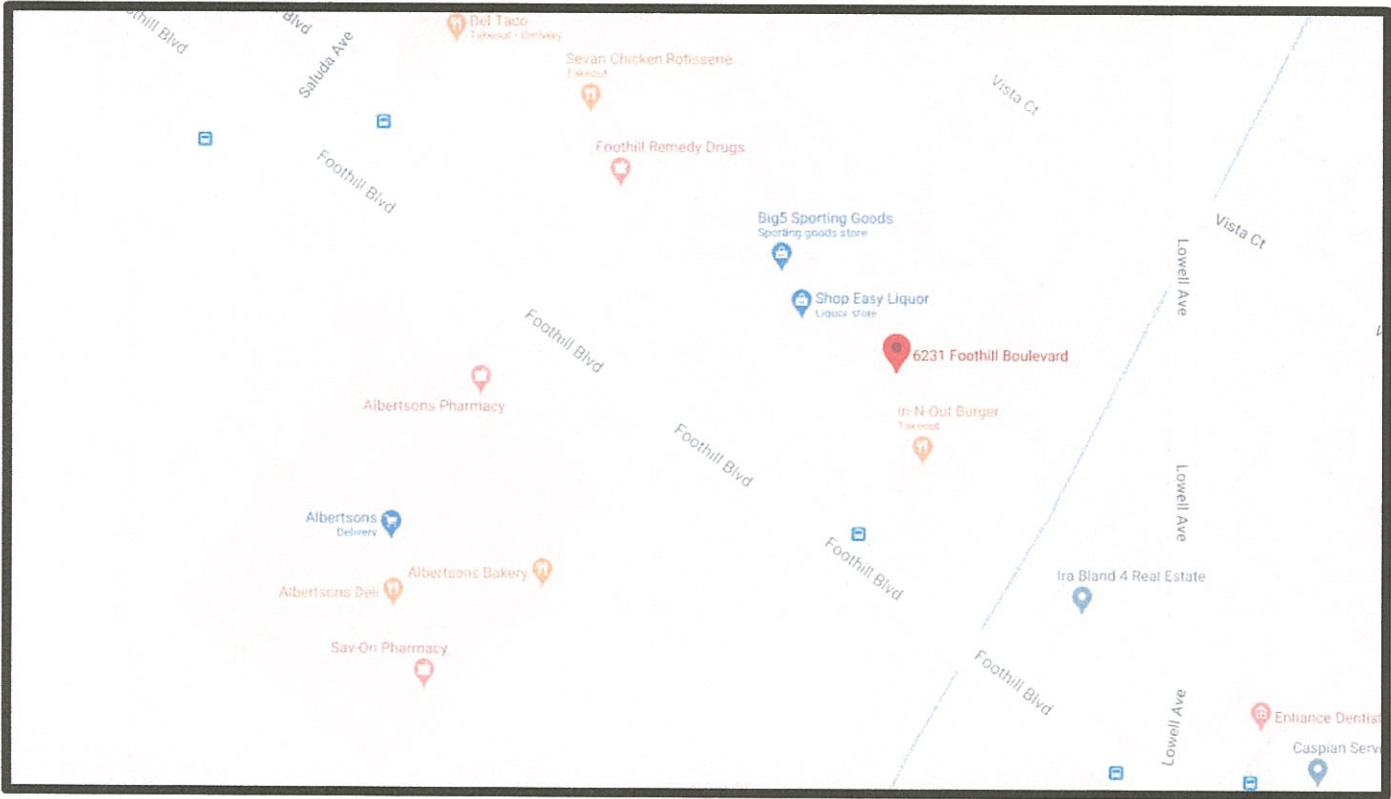 thill Blvd
Blvd
Saluda Ave
Del Taco
Takeout • Delivery
Sevan Chicken Rotisserie
Takeout
Vista Ct
Foothill Blvd
Foothill Remedy Drugs
Big5 Sporting Goods
Sporting goods store
Vista Ct
Lowell Ave
Shop Easy Liquor
Liquor store
Foothill Blvd
6231 Foothill Boulevard
Albertsons Pharmacy
In-N-Out Burger
Takeout
Foothill Blvd
Lowell Ave
Albertsons
Delivery
Foothill Blvd
Albertsons Bakery
Albertsons Deli
Ira Bland 4 Real Estate
Sav-On Pharmacy
Foothill Blvd
Lowell Ave
Enhance Dentist
Caspian Serv